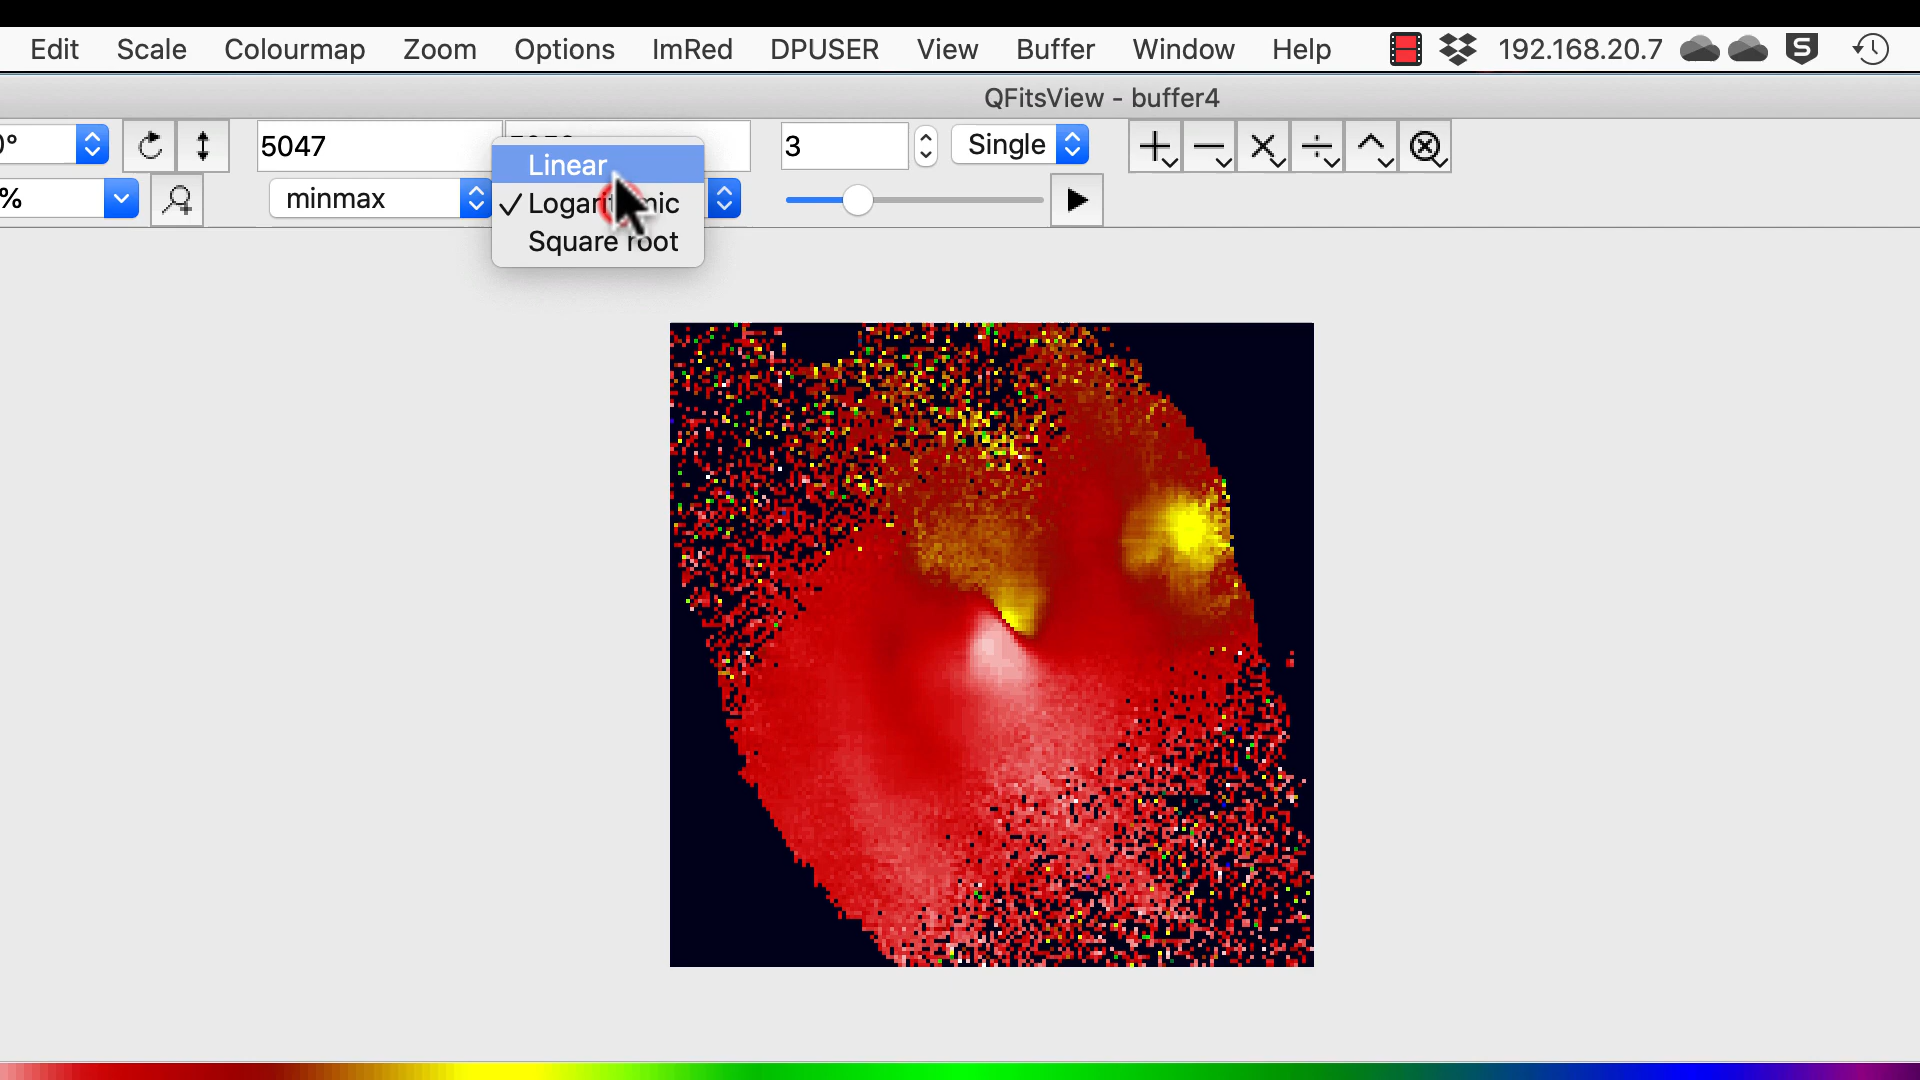 Edit Scale Colourmap Zoom Options ImRed DPUSER View Buffer Window Help 192.168.20.7
QFitsView - buffer4
5047 3 Single
% minmax
Linear
✓ Logarithmic
Square root